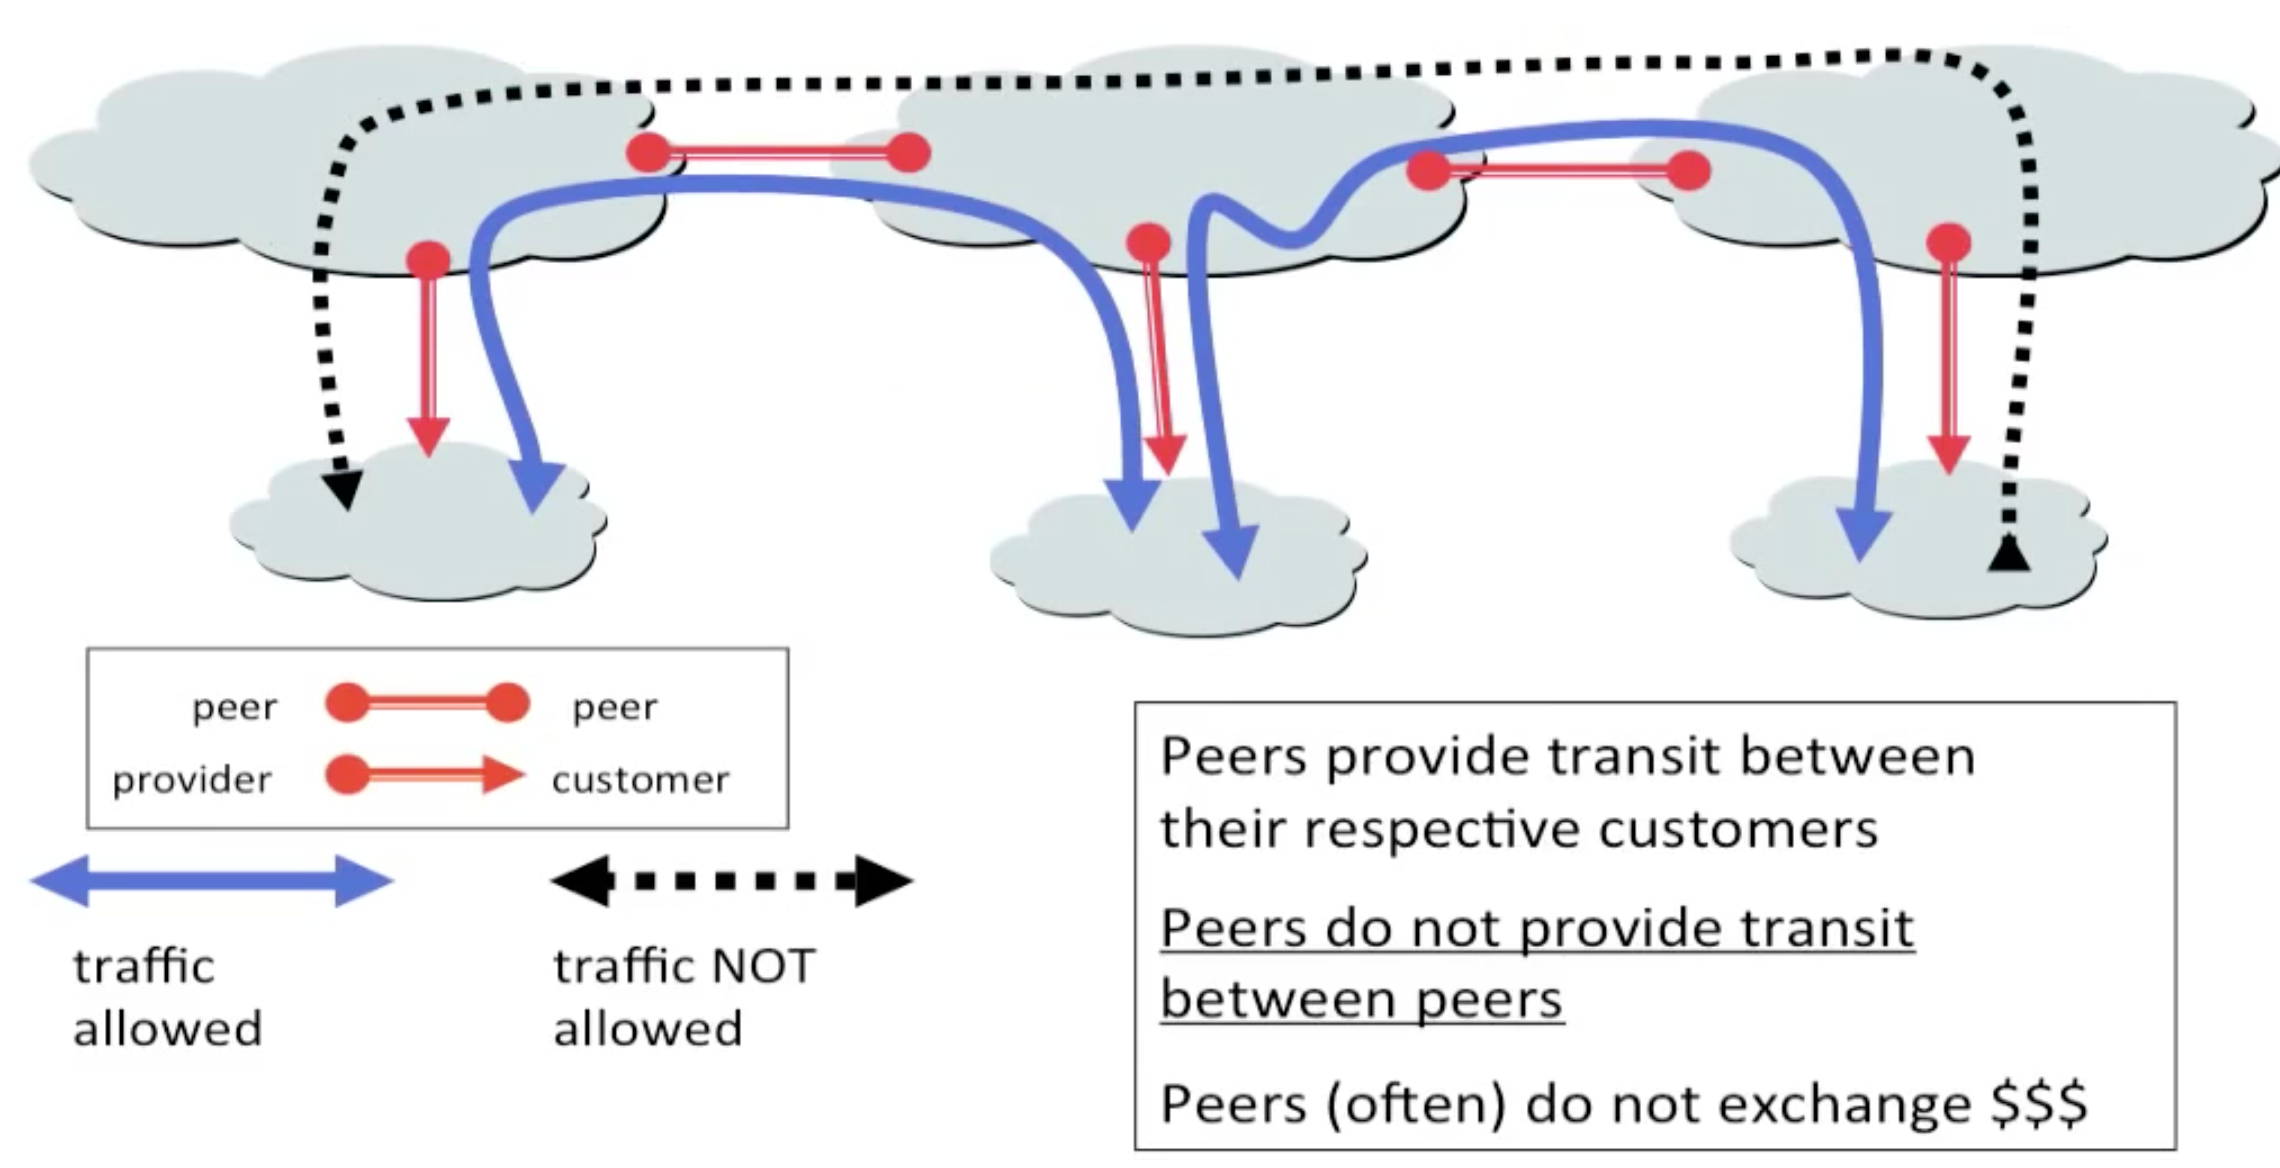 peer peer
provider customer
traffic
allowed
traffic NOT
allowed
Peers provide transit between
their respective customers
Peers do not provide transit
between peers
Peers (often) do not exchange $$$